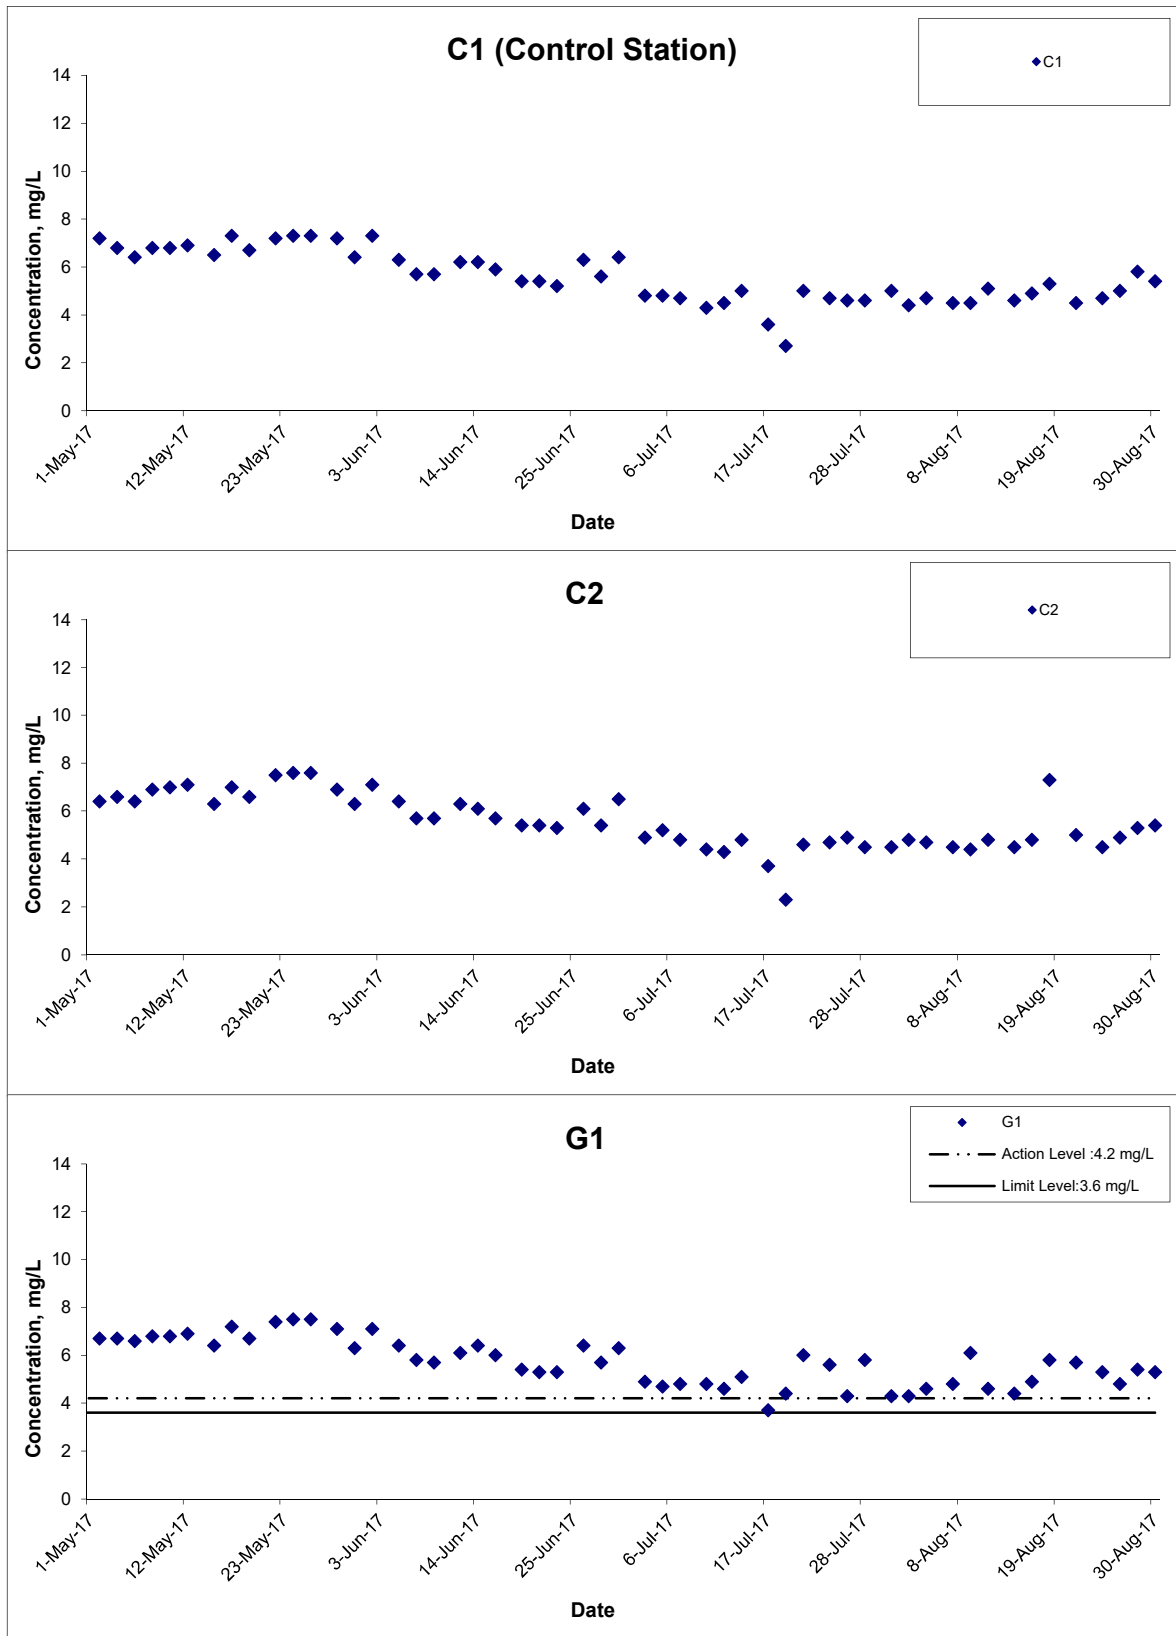 C1 (Control Station)
C1
Concentration, mg/L
14
12
10
8
6
4
2
0
1-May-17
12-May-17
23-May-17
3-Jun-17
14-Jun-17
25-Jun-17
6-Jul-17
17-Jul-17
28-Jul-17
8-Aug-17
19-Aug-17
30-Aug-17
Date
C2
C2
Concentration, mg/L
14
12
10
8
6
4
2
0
1-May-17
12-May-17
23-May-17
3-Jun-17
14-Jun-17
25-Jun-17
6-Jul-17
17-Jul-17
28-Jul-17
8-Aug-17
19-Aug-17
30-Aug-17
Date
G1
G1
Action Level :4.2 mg/L
Limit Level:3.6 mg/L
Concentration, mg/L
14
12
10
8
6
4
2
0
1-May-17
12-May-17
23-May-17
3-Jun-17
14-Jun-17
25-Jun-17
6-Jul-17
17-Jul-17
28-Jul-17
8-Aug-17
19-Aug-17
30-Aug-17
Date